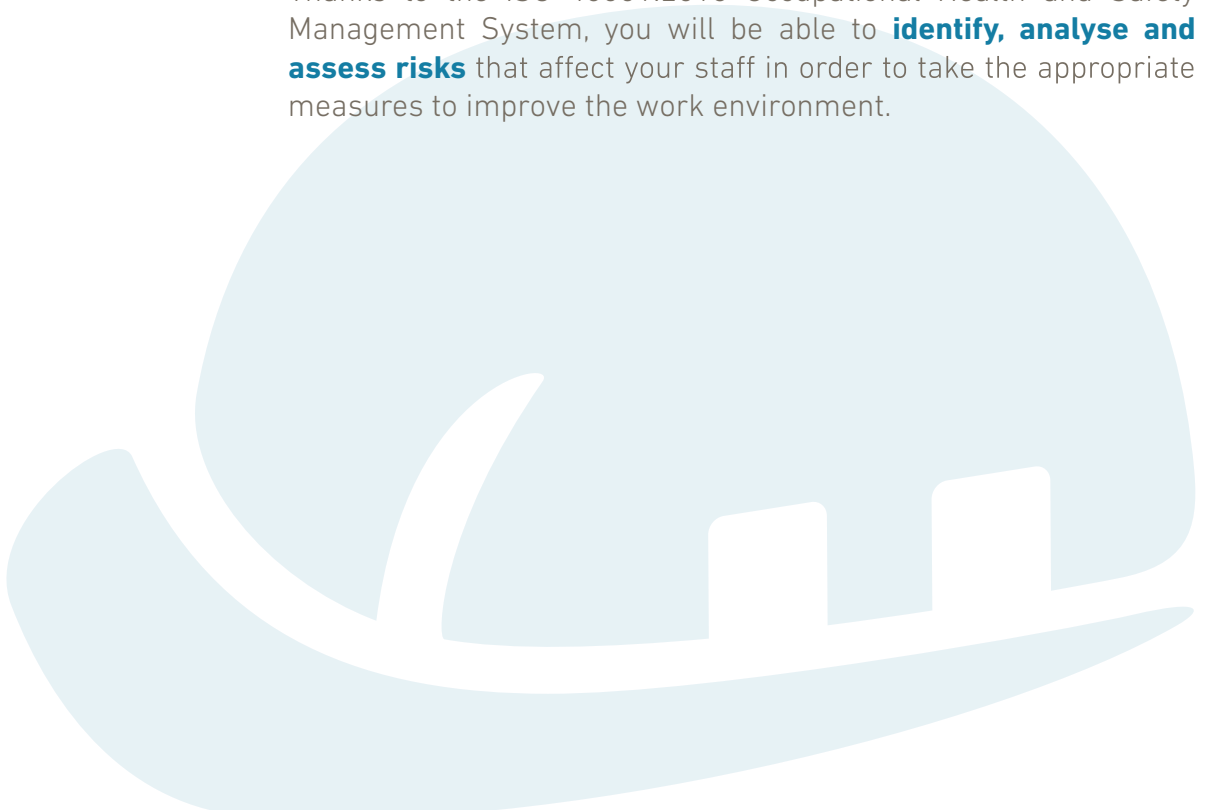 Management System, you will be able to identify, analyse and
assess risks that affect your staff in order to take the appropriate
measures to improve the work environment.